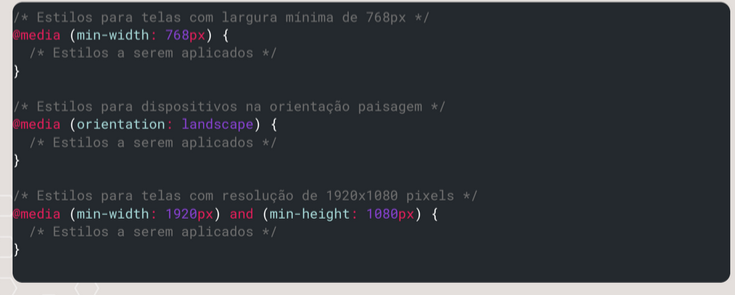 /* Estilos para telas com largura mínima de 768px */
@media (min-width: 768px) {
  /* Estilos a serem aplicados */
}
/* Estilos para dispositivos na orientação paisagem */
@media (orientation: landscape) {
  /* Estilos a serem aplicados */
}
/* Estilos para telas com resolução de 1920x1080 pixels */
@media (min-width: 1920px) and (min-height: 1080px) {
  /* Estilos a serem aplicados */
}